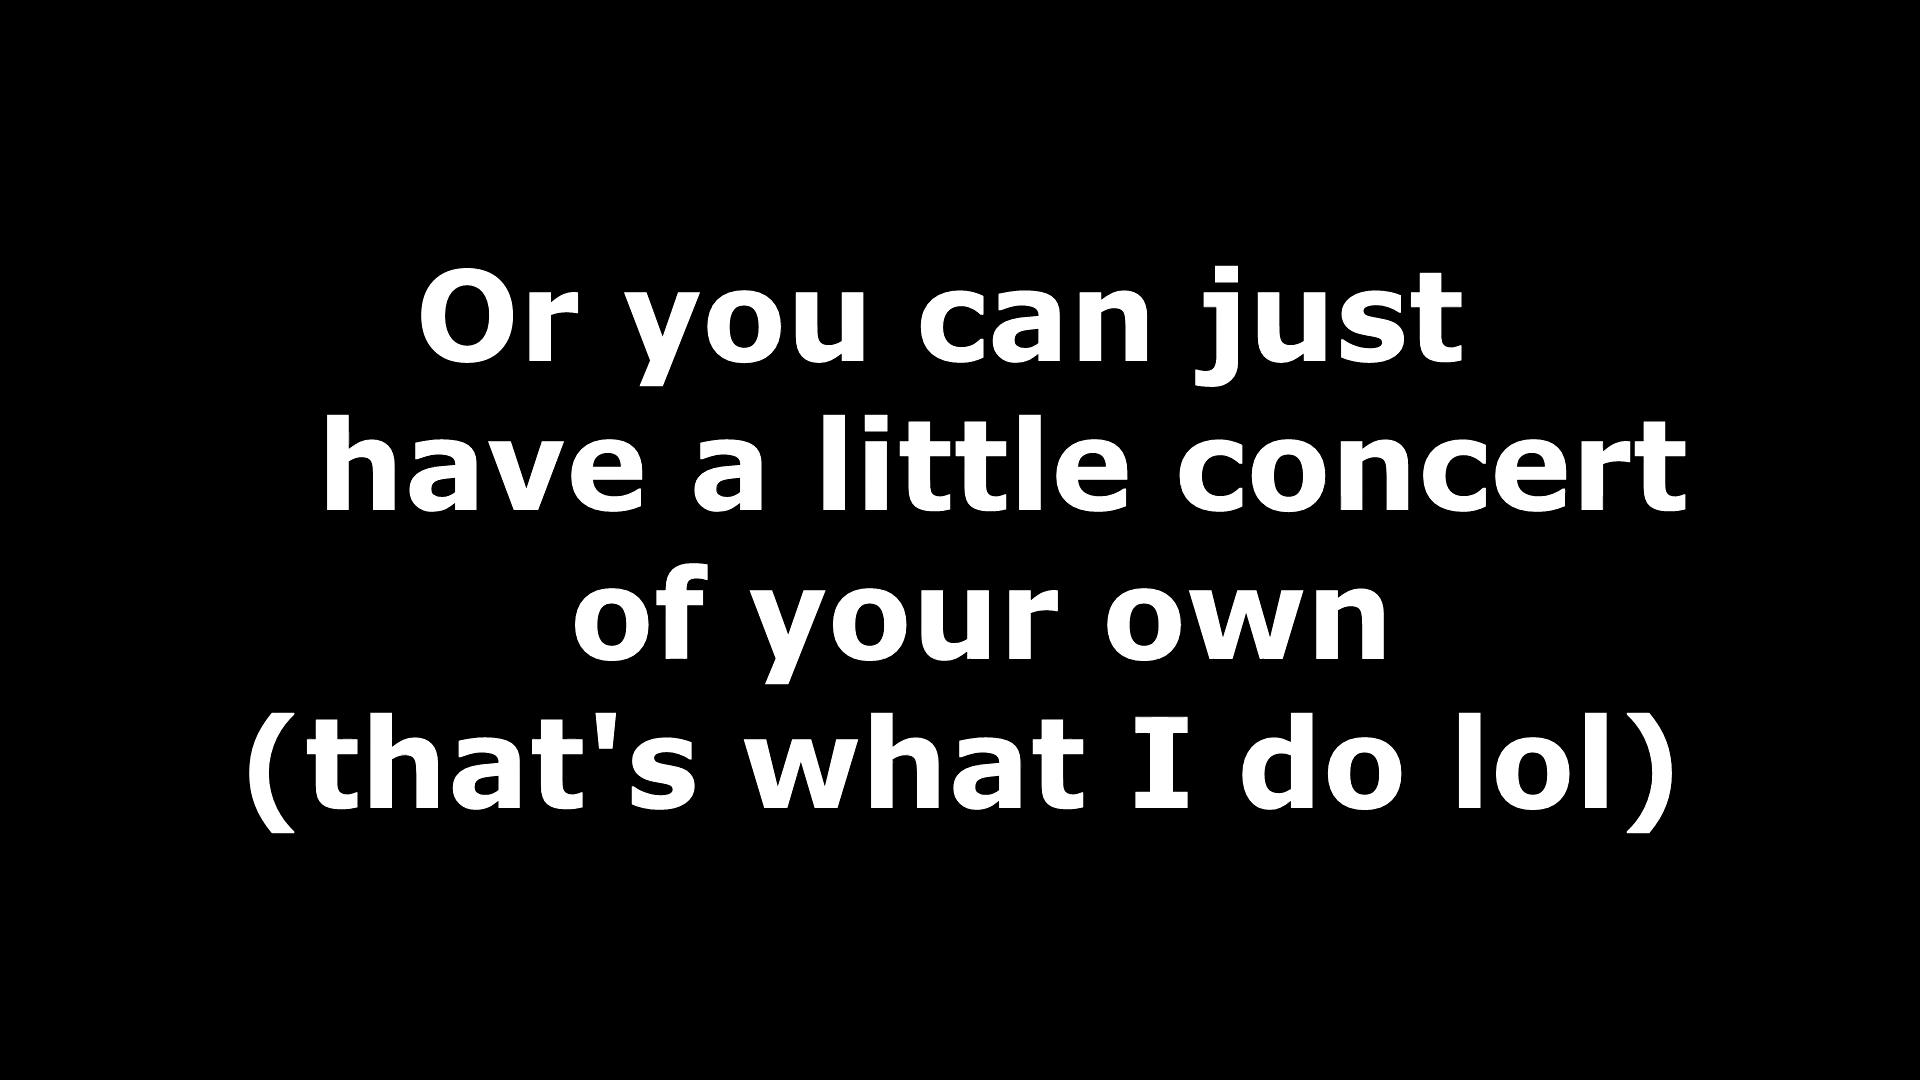 Or you can just
have a little concert
of your own
(that's what I do lol)